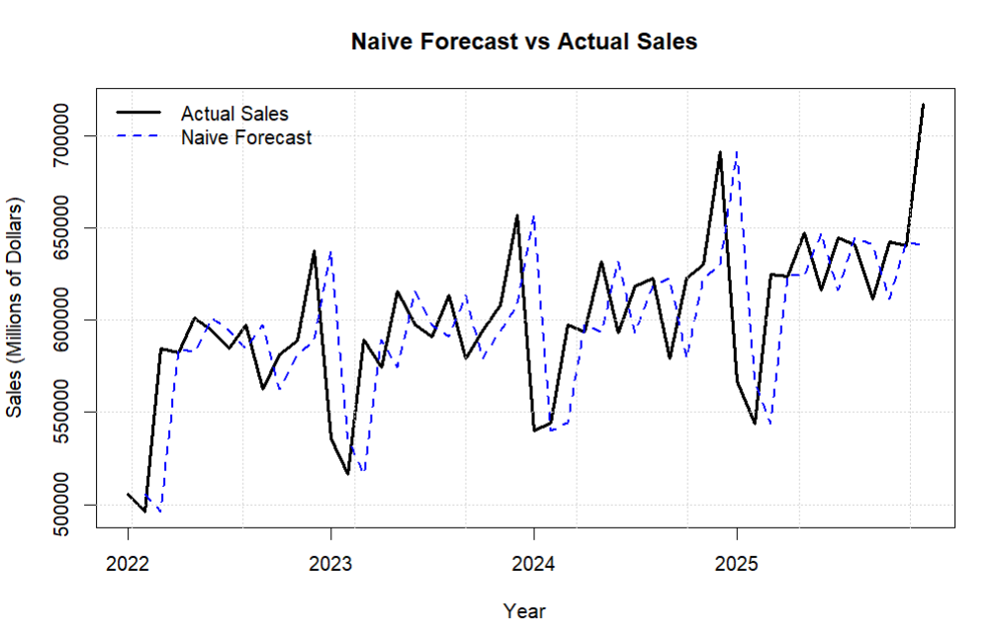 Naive Forecast vs Actual Sales
Actual Sales
Naive Forecast
Sales (Millions of Dollars)
700000
650000
600000
550000
500000
2022 2023 2024 2025
Year